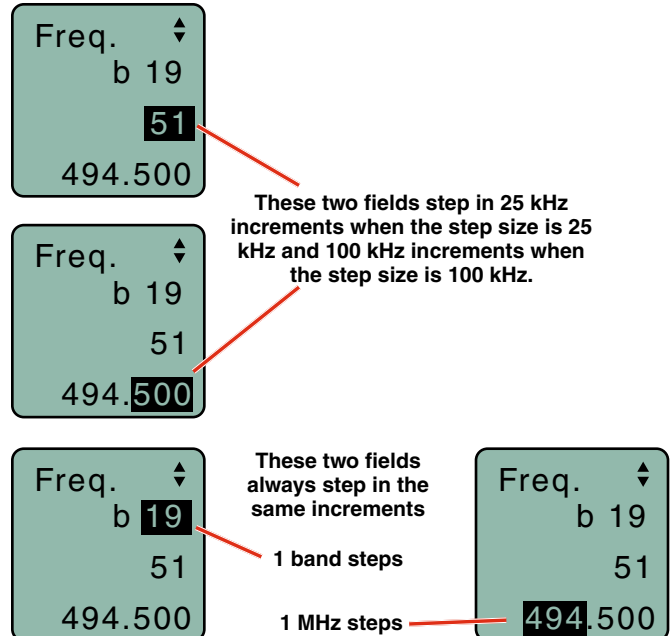 Freq.
b 19
51
494.500
These two fields step in 25 kHz
increments when the step size is 25
kHz and 100 kHz increments when
the step size is 100 kHz.
Freq.
b 19
51
494.500
Freq.
b 19
51
494.500
These two fields
always step in the
same increments
1 band steps
1 MHz steps
Freq.
b 19
51
494.500